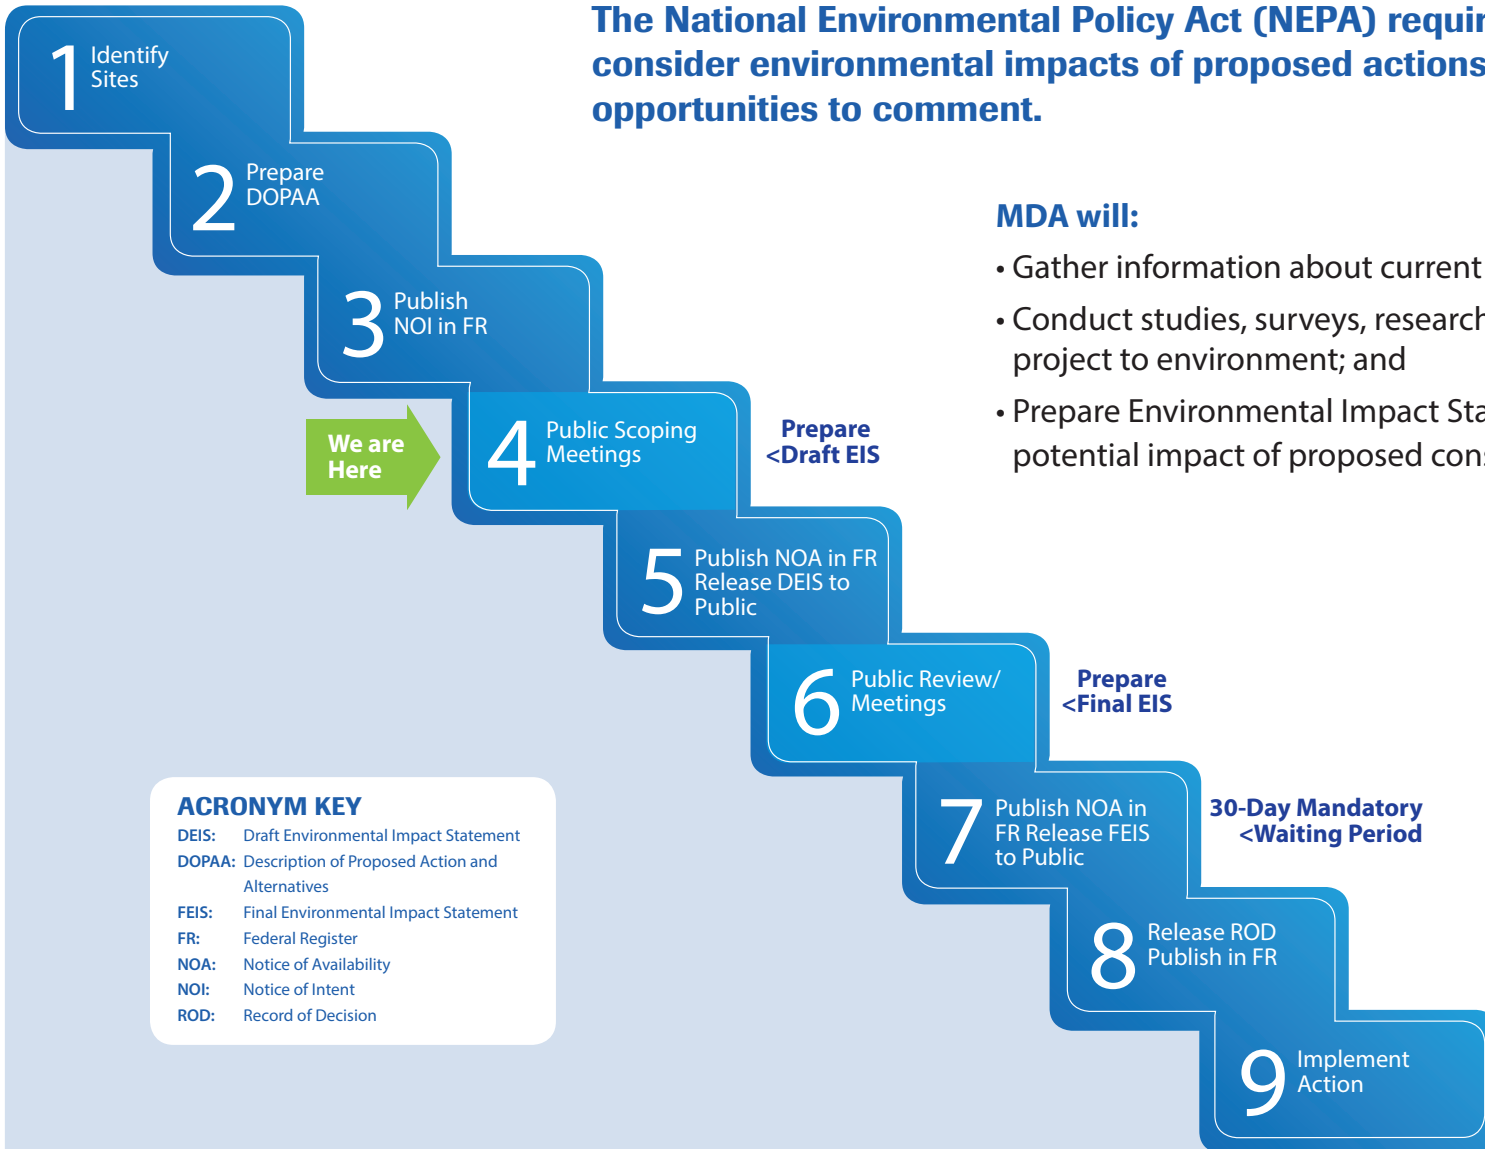 The National Environmental Policy Act (NEPA)
consider environmental impacts of proposed actions
opportunities to comment.
1 Identify
Sites
2 Prepare
DOPAA
3 Publish
NOI in FR
MDA will:
• Gather information about current
• Conduct studies, surveys, research
project to environment; and
• Prepare Environmental Impact
potential impact of proposed
We are
Here
4 Public Scoping
Meetings
Prepare
<Draft EIS
5 Publish NOA in FR
Release DEIS to
Public
6 Public Review/
Meetings
Prepare
<Final EIS
7 Publish NOA in
FR Release FEIS
to Public
30-Day Mandatory
<Waiting Period
8 Release ROD
Publish in FR
9 Implement
Action
ACRONYM KEY
DEIS: Draft Environmental Impact Statement
DOPAA: Description of Proposed Action and
Alternatives
FEIS: Final Environmental Impact Statement
FR: Federal Register
NOA: Notice of Availability
NOI: Notice of Intent
ROD: Record of Decision